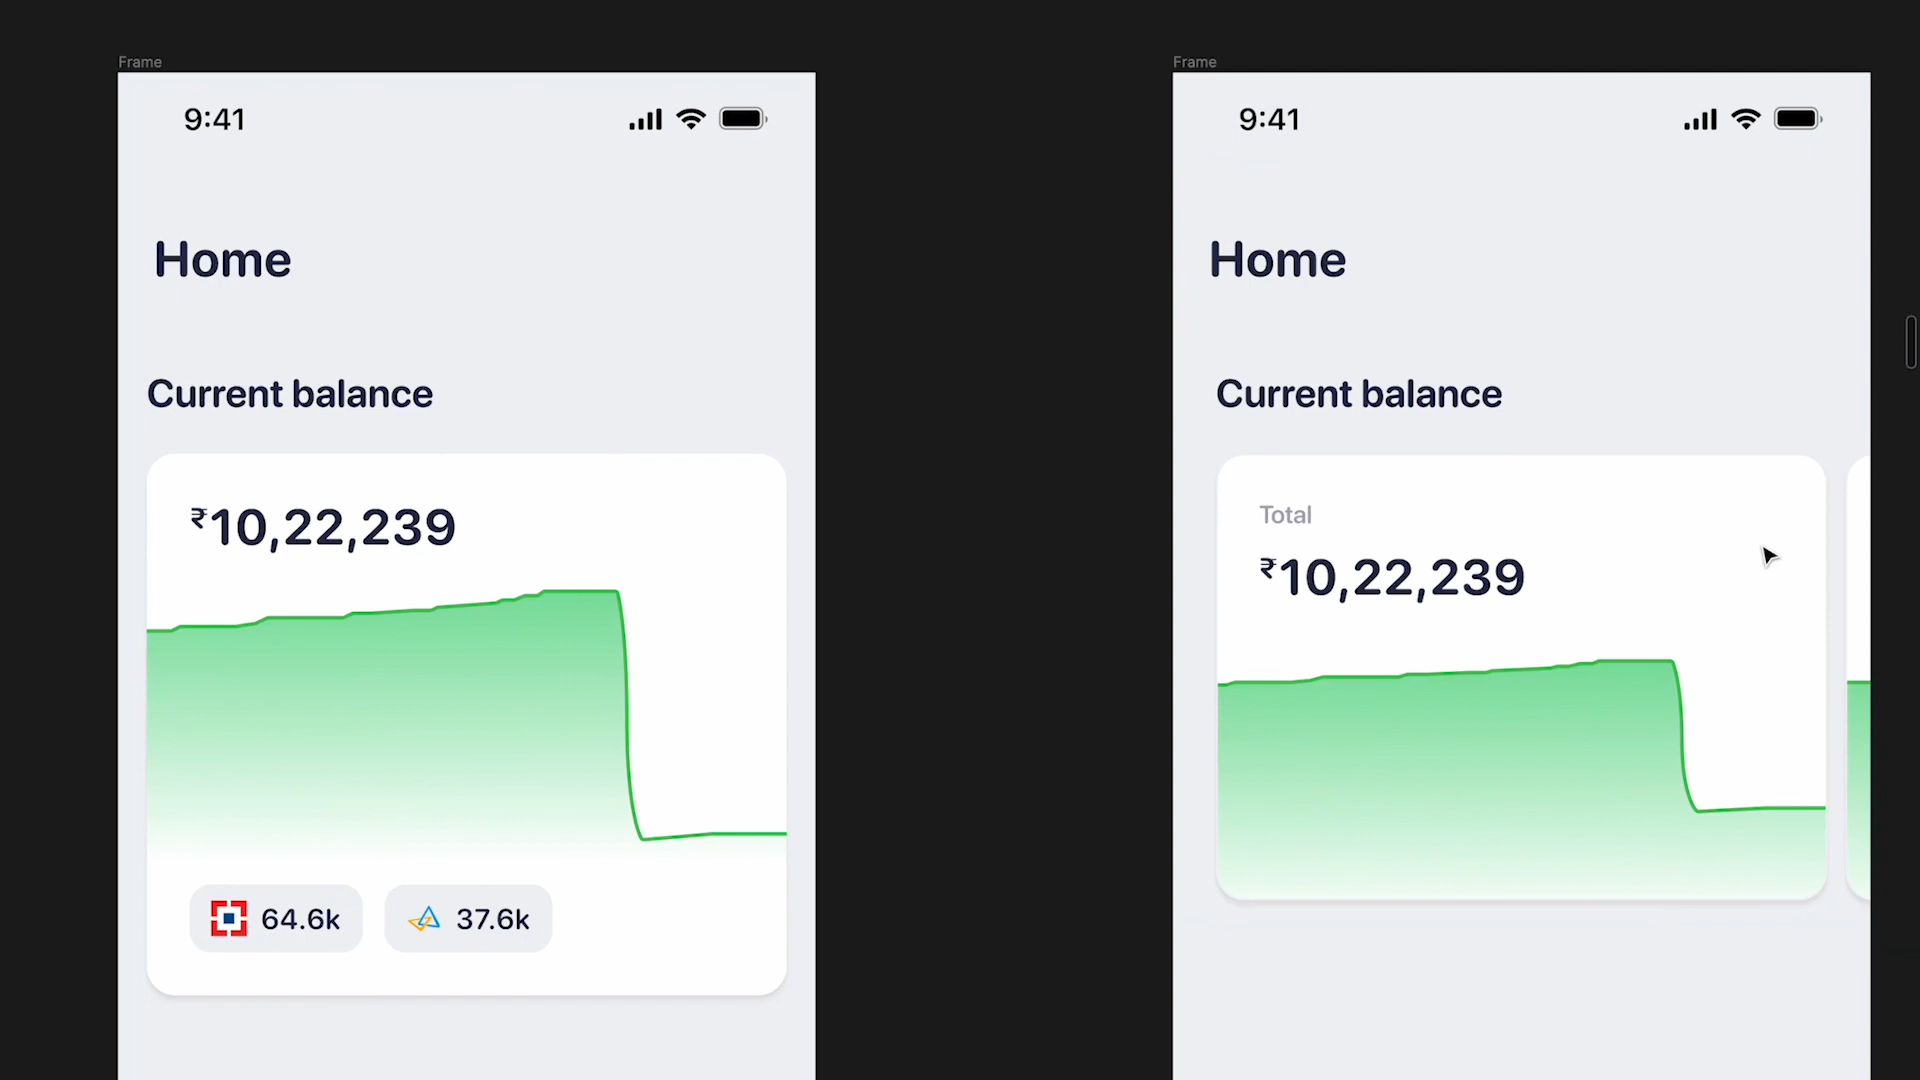 Frame
9:41
Home
Current balance
₹10,22,239
64.6k
37.6k
Frame
9:41
Home
Current balance
Total
₹10,22,239